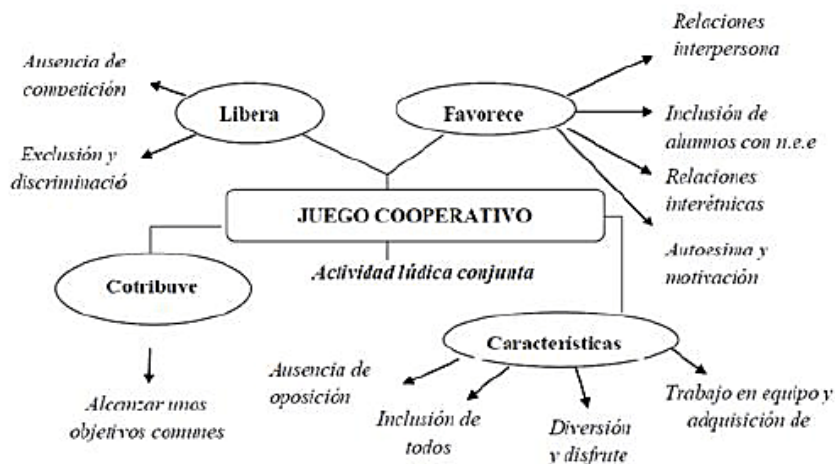 Relaciones
interpersona
Ausencia de
competición
Libera
Favorece
Inclusión de
alumnos con n.e.e
Exclusión y
discriminació
Relaciones
interétnicas
JUEGO COOPERATIVO
Autoesima y
motivación
Actividad lúdica conjunta
Cotribuve
Características
Ausencia de
oposición
Trabajo en equipo y
adquisición de
Alcanzar unos
objetivos comunes
Inclusión de
todos
Diversión
y disfrute